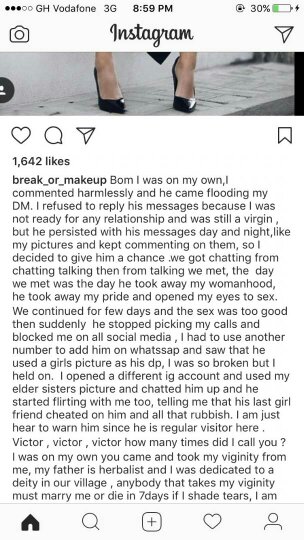 GH Vodafone 3G 8:59 PM 30%
Instagram
1,642 likes
break_or_makeup Bom I was on my own,I
commented harmlessly and he came flooding my
DM. I refused to reply his messages because I was
not ready for any relationship and was still a virgin ,
but he persisted with his messages day and night,like
my pictures and kept commenting on them, so I
decided to give him a chance .we got chatting from
chatting talking then from talking we met, the  day
we met was the day he took away my womanhood,
he took away my pride and opened my eyes to sex.
We continued for few days and the sex was too good
then suddenly  he stopped picking my calls and
blocked me on all social media , I had to use another
number to add him on whatssap and saw that he
used a girls picture as his dp, I was so broken but I
held on.  I opened a different ig account and used my
elder sisters picture and chatted him up and he
started flirting with me too, telling me that his last girl
friend cheated on him and all that rubbish. I am just
hear to warn him since he is regular visitor here .
Victor , victor , victor how many times did I call you ?
I was on my own you came and took my viginity from
me, my father is herbalist and I was dedicated to a
deity in our village , anybody that takes my viginity
must marry me or die in 7days if I shade tears, I am